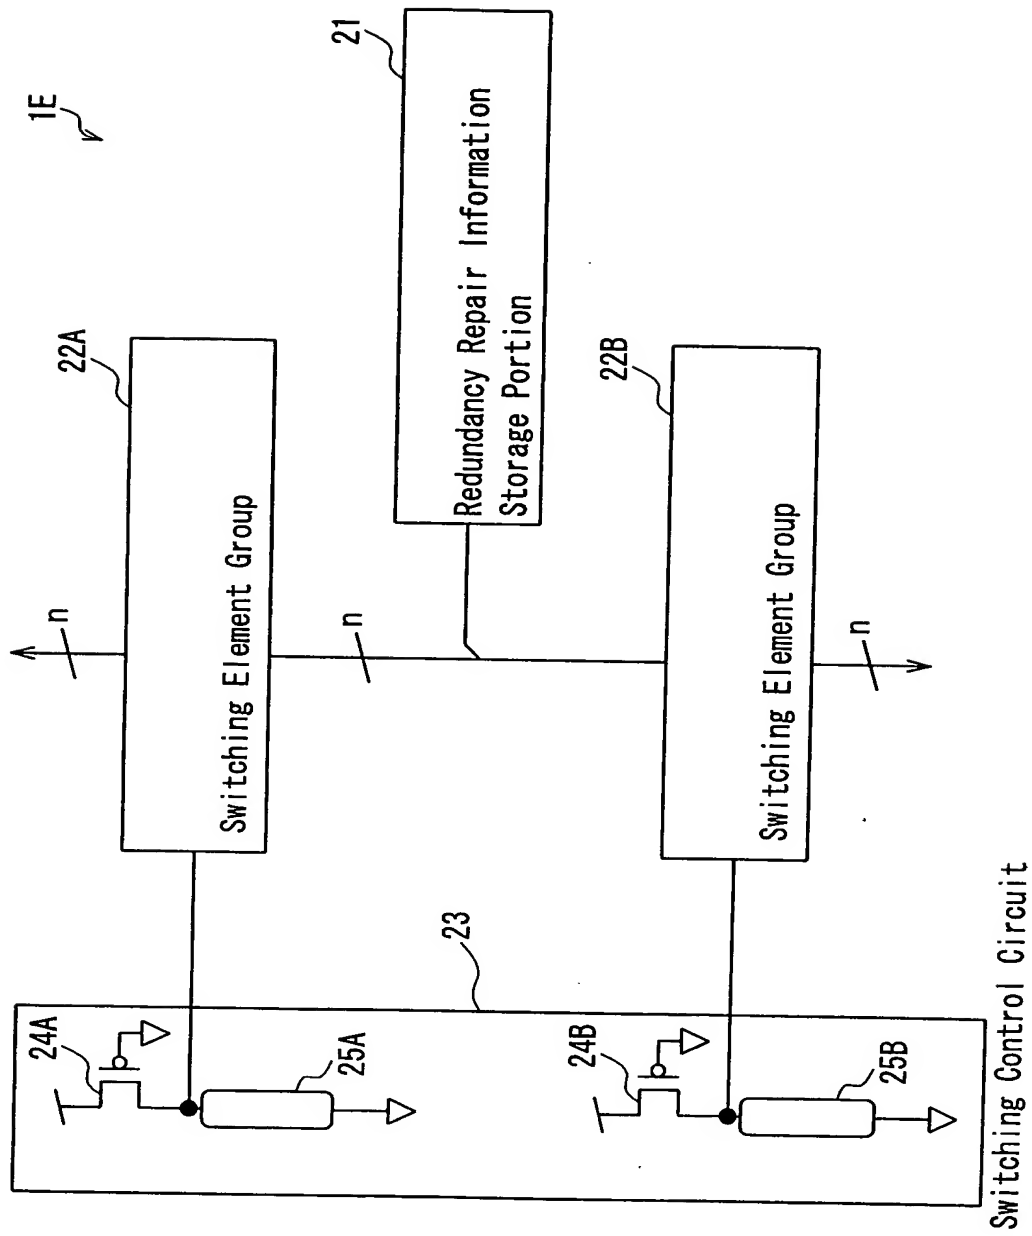 1E
21
Redundancy Repair Information
Storage Portion
22A
Switching Element Group
n
n
22B
Switching Element Group
n
23
24A
25A
24B
25B
Switching Control Circuit